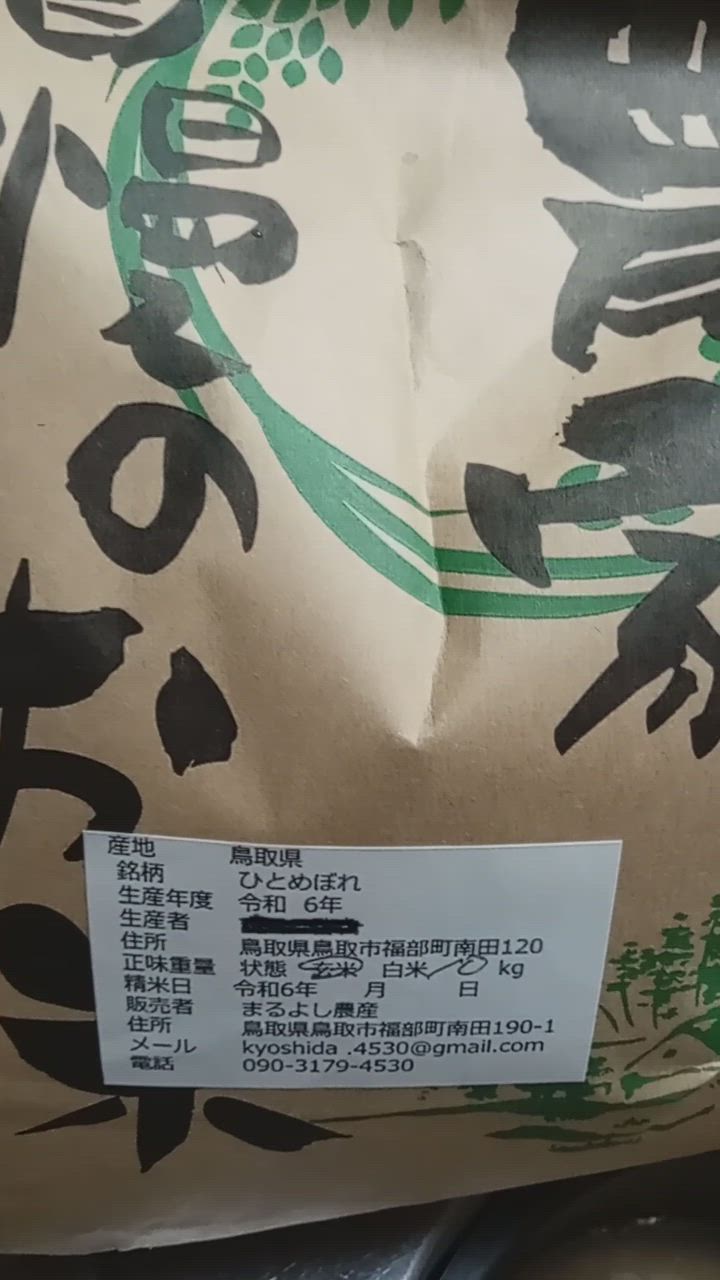 のお米
産地 鳥取県
銘柄 ひとめぼれ
生産年度 令和 6年
生産者
住所 鳥取県鳥取市福部町南田120
正味重量 状態 玄米 白米 10 kg
精米日 令和6年 月 日
販売者 まるよし農産
住所 鳥取県鳥取市福部町南田190-1
メール kyoshida .4530@gmail.com
電話 090-3179-4530